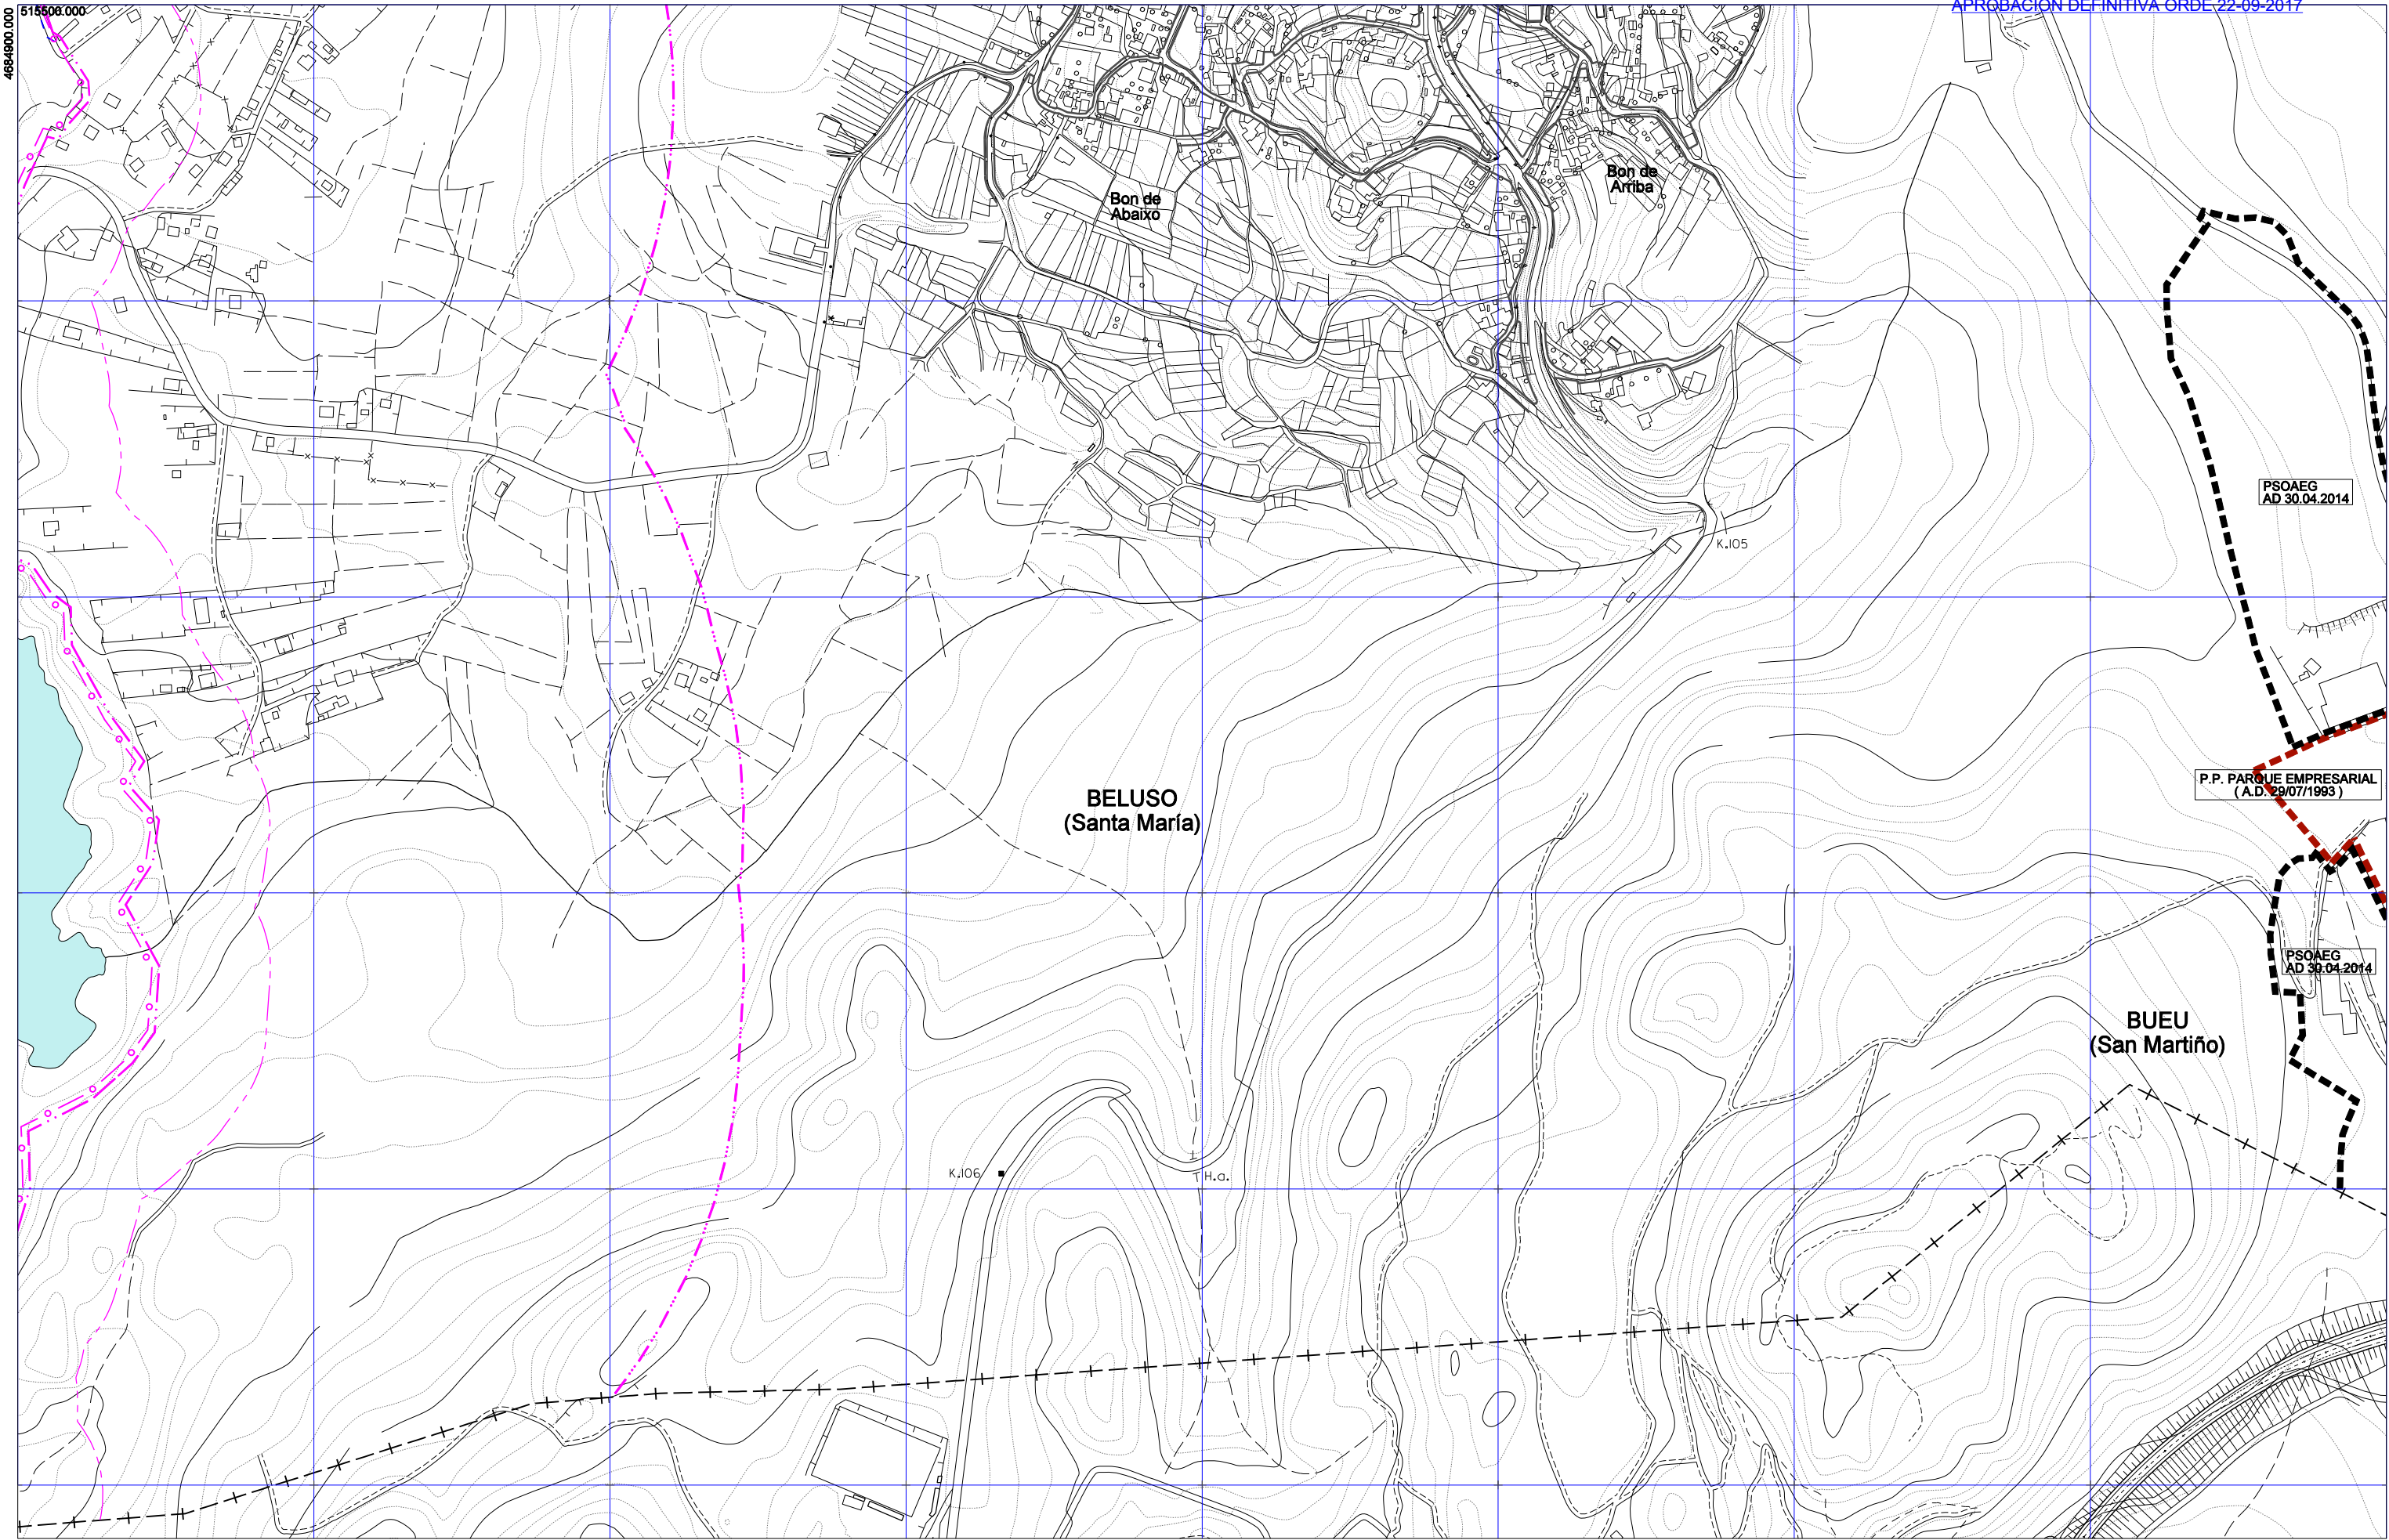 515500.000
4684900.000
APROBACIÓN DEFINITIVA ORDE 22-09-2017
Bon de
Abaixo
Bon de
Arriba
PSOAEG
AD 30.04.2014
K.105
P.P. PARQUE EMPRESARIAL
( A.D. 29/07/1993 )
BELUSO
(Santa María)
PSOAEG
AD 30.04.2014
BUEU
(San Martiño)
K.106
H.a.